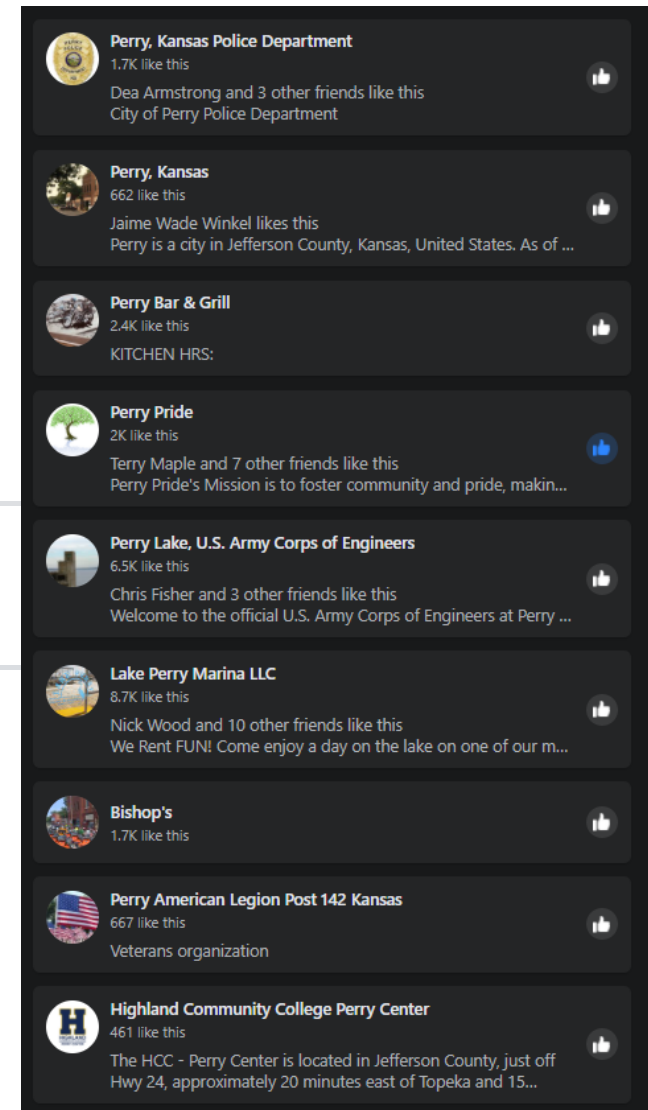 Perry, Kansas Police Department
1.7K like this
Dea Armstrong and 3 other friends like this
City of Perry Police Department
Perry, Kansas
662 like this
Jaime Wade Winkel likes this
Perry is a city in Jefferson County, Kansas, United States. As of ...
Perry Bar & Grill
2.4K like this
KITCHEN HRS:
Perry Pride
2K like this
Terry Maple and 7 other friends like this
Perry Pride's Mission is to foster community and pride, makin...
Perry Lake, U.S. Army Corps of Engineers
6.5K like this
Chris Fisher and 3 other friends like this
Welcome to the official U.S. Army Corps of Engineers at Perry ...
Lake Perry Marina LLC
8.7K like this
Nick Wood and 10 other friends like this
We Rent FUN! Come enjoy a day on the lake on one of our m...
Bishop's
1.7K like this
Perry American Legion Post 142 Kansas
667 like this
Veterans organization
H
HIGHLAND
Highland Community College Perry Center
461 like this
The HCC - Perry Center is located in Jefferson County, just off
Hwy 24, approximately 20 minutes east of Topeka and 15...